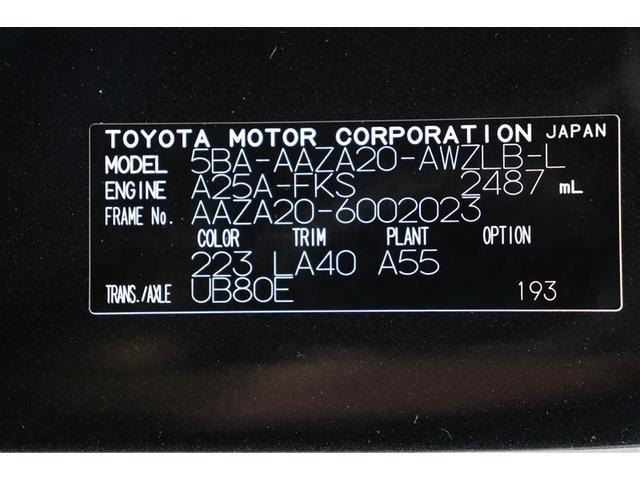 TOYOTA MOTOR CORPORATION JAPAN
MODEL 5BA-AAZA20-AWZLB-L
ENGINE A25A-FKS 2487 mL
FRAME No. AAZA20-6002023
COLOR TRIM PLANT OPTION
223 LA40 A55
TRANS./AXLE UB80E 193